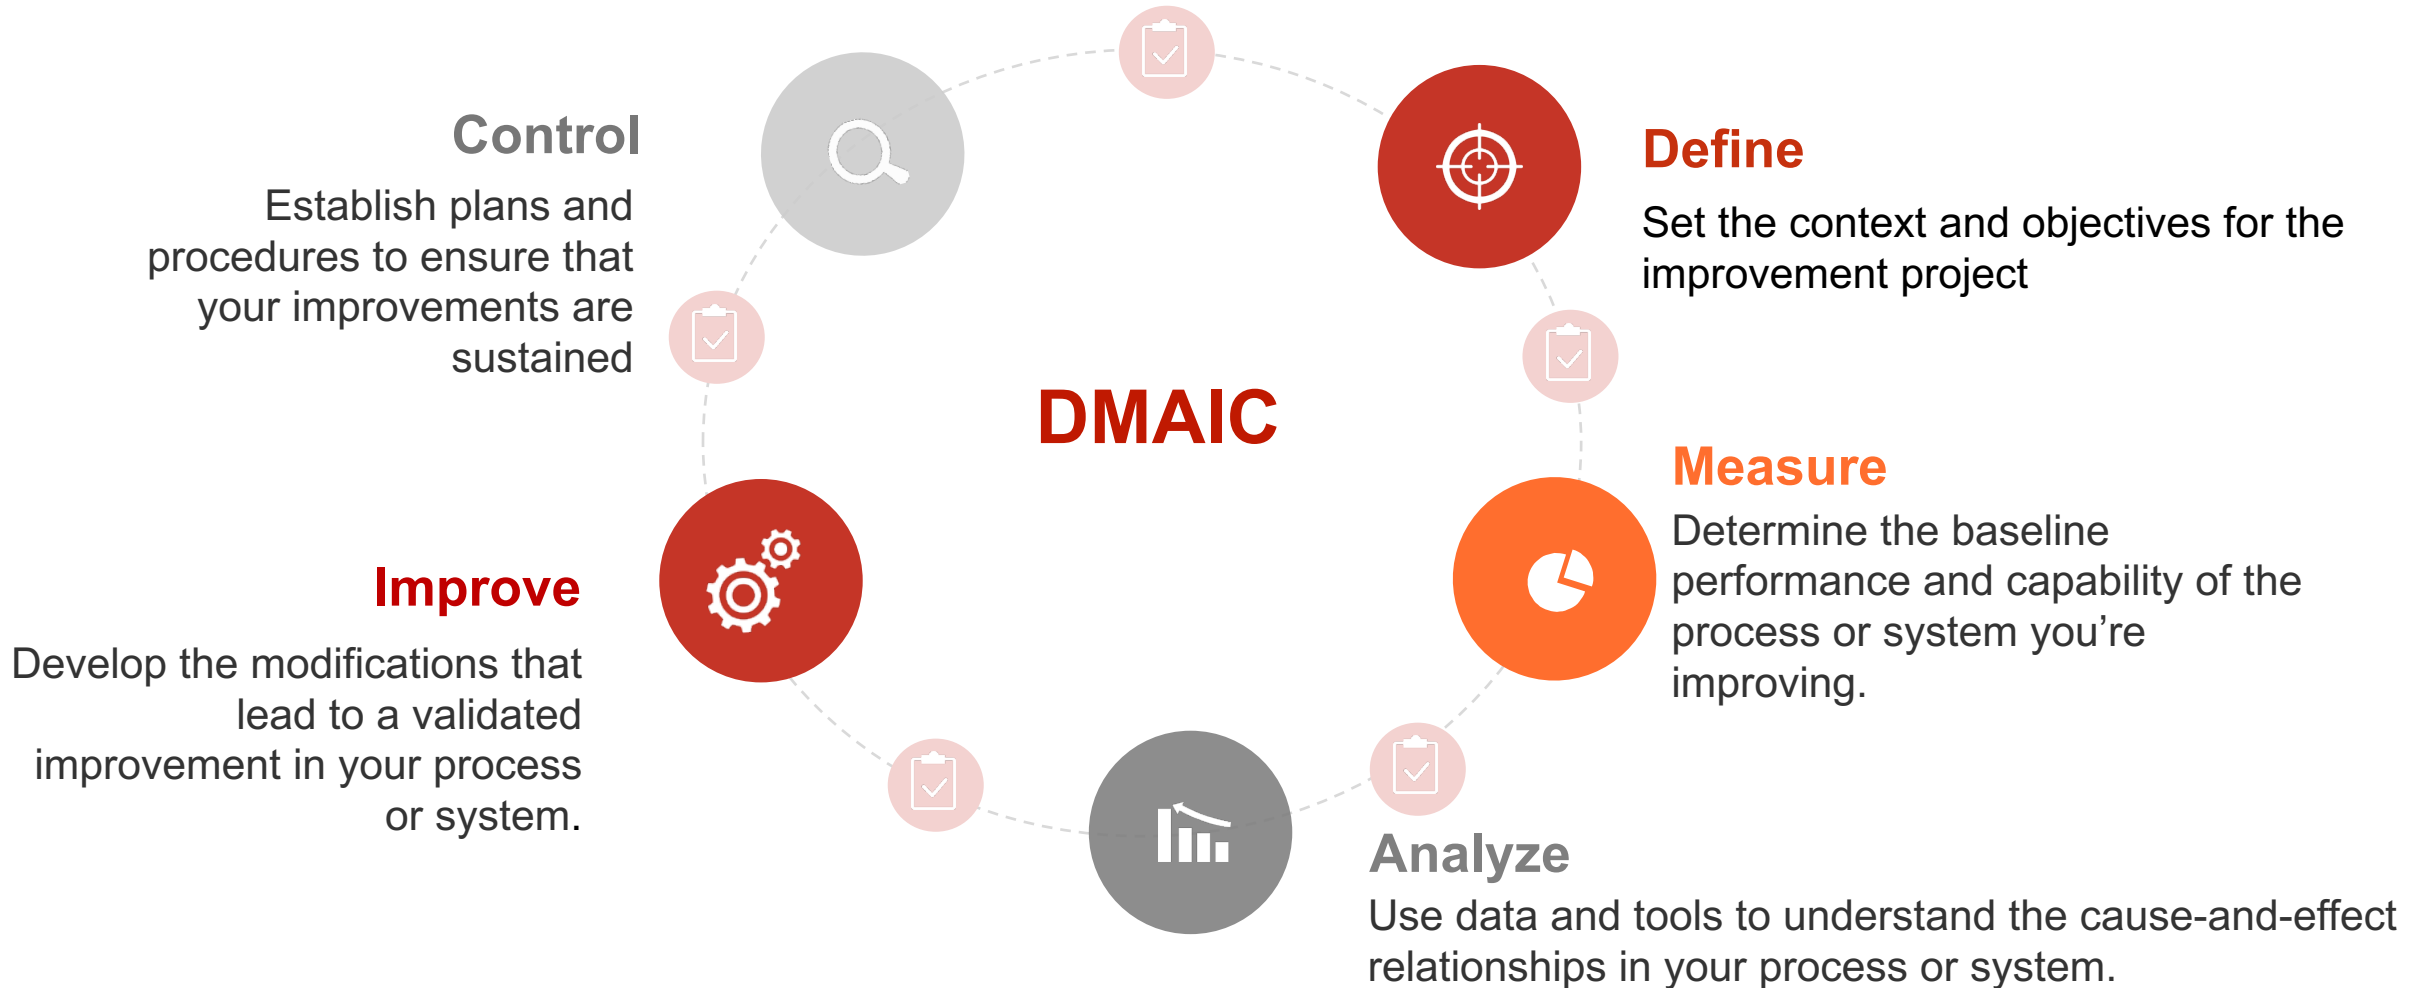 Control
Establish plans and
procedures to ensure that
your improvements are
sustained
Define
Set the context and objectives for the
improvement project
DMAIC
Measure
Determine the baseline
performance and capability of the
process or system you’re
improving.
Improve
Develop the modifications that
lead to a validated
improvement in your process
or system.
Analyze
Use data and tools to understand the cause-and-effect
relationships in your process or system.